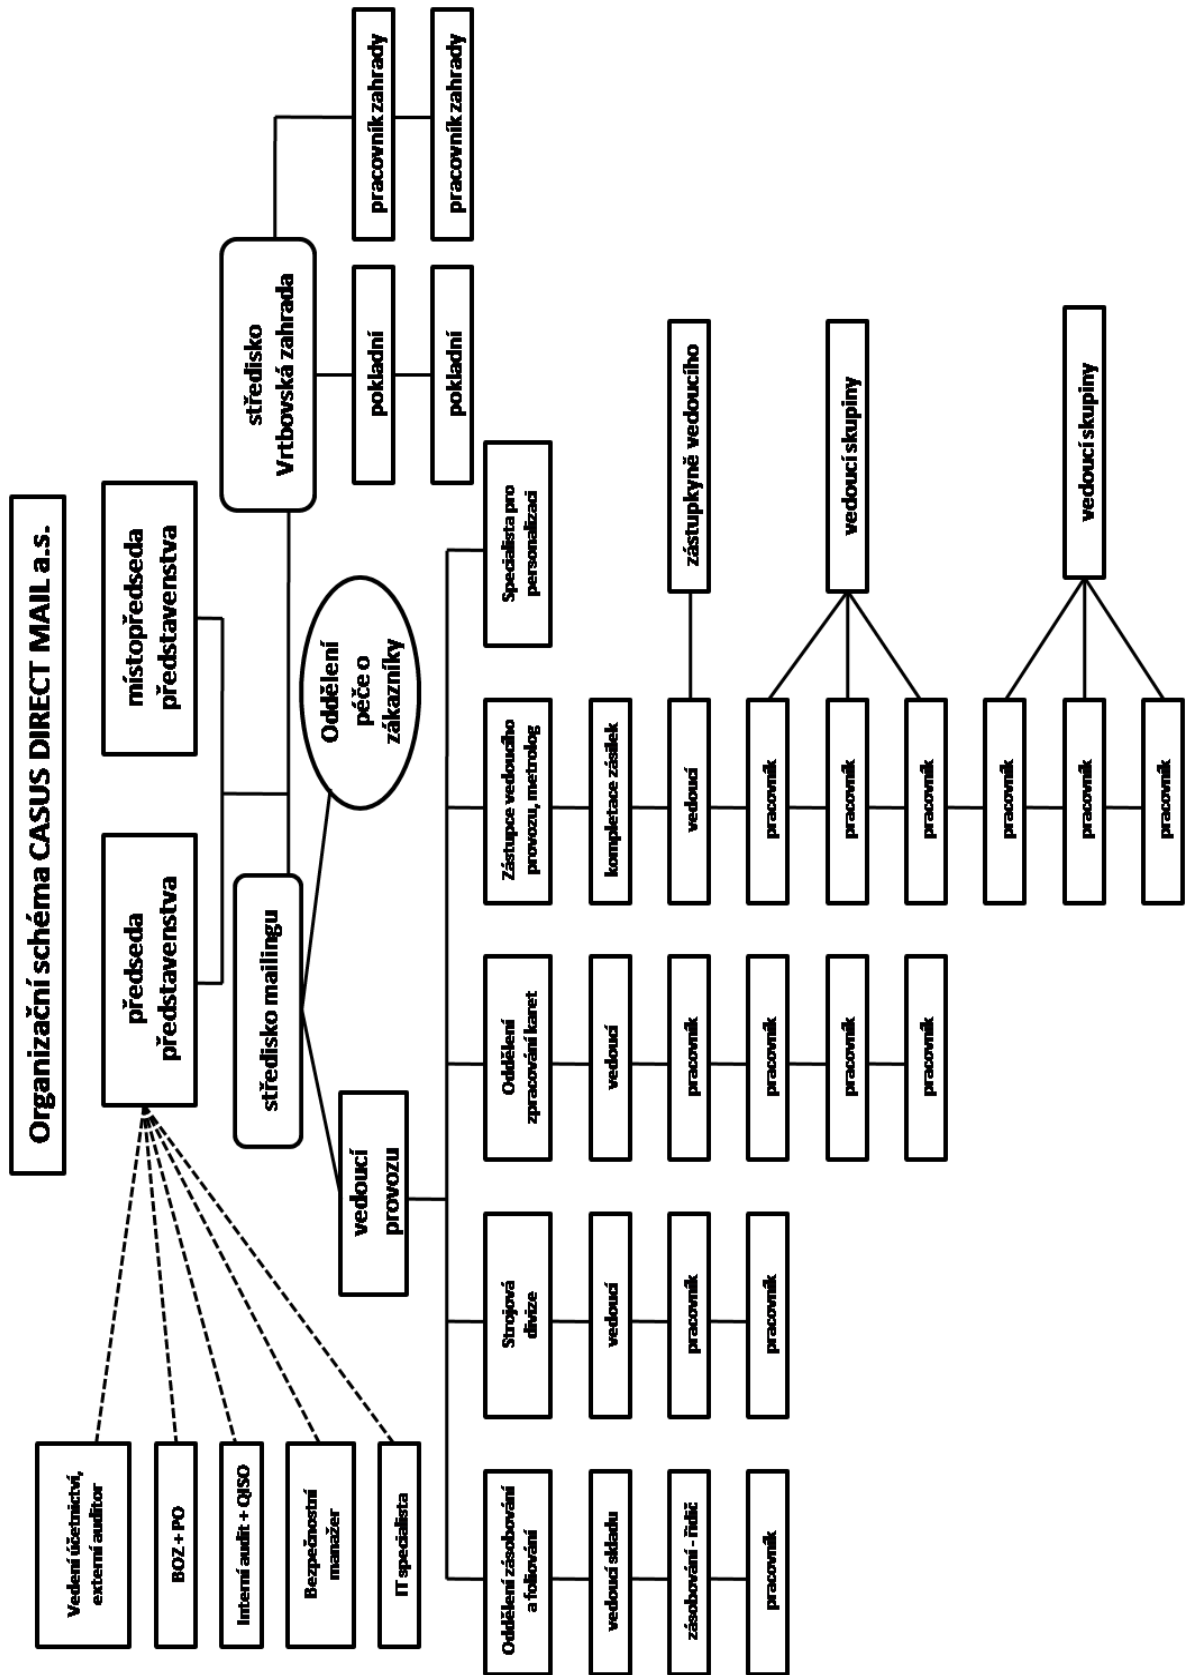 Organizační schéma CASUS DIRECT MAIL a.s.
předseda
představenstva
místopředseda
představenstva
Vedení účetnictví,
externí auditor
BOZ + PO
Interní audit + QISO
Bezpečnostní
manažer
IT specialista
středisko mailingu
středisko
Vrtbovská zahrada
vedoucí
provozu
Oddělení
péče o
zákazníky
pokladní
pracovník zahrady
pokladní
pracovník zahrady
Oddělení zásobování
a foliování
Strojová
divize
Oddělení
zpracování karet
Zástupce vedoucího
provozu, metrolog
Specialista pro
personalizaci
vedoucí skladu
vedoucí
vedoucí
kompletace zásilek
zásobování - řidič
pracovník
pracovník
vedoucí
zástupkyně vedoucího
pracovník
pracovník
pracovník
pracovník
pracovník
pracovník
vedoucí skupiny
pracovník
pracovník
pracovník
pracovník
vedoucí skupiny
pracovník